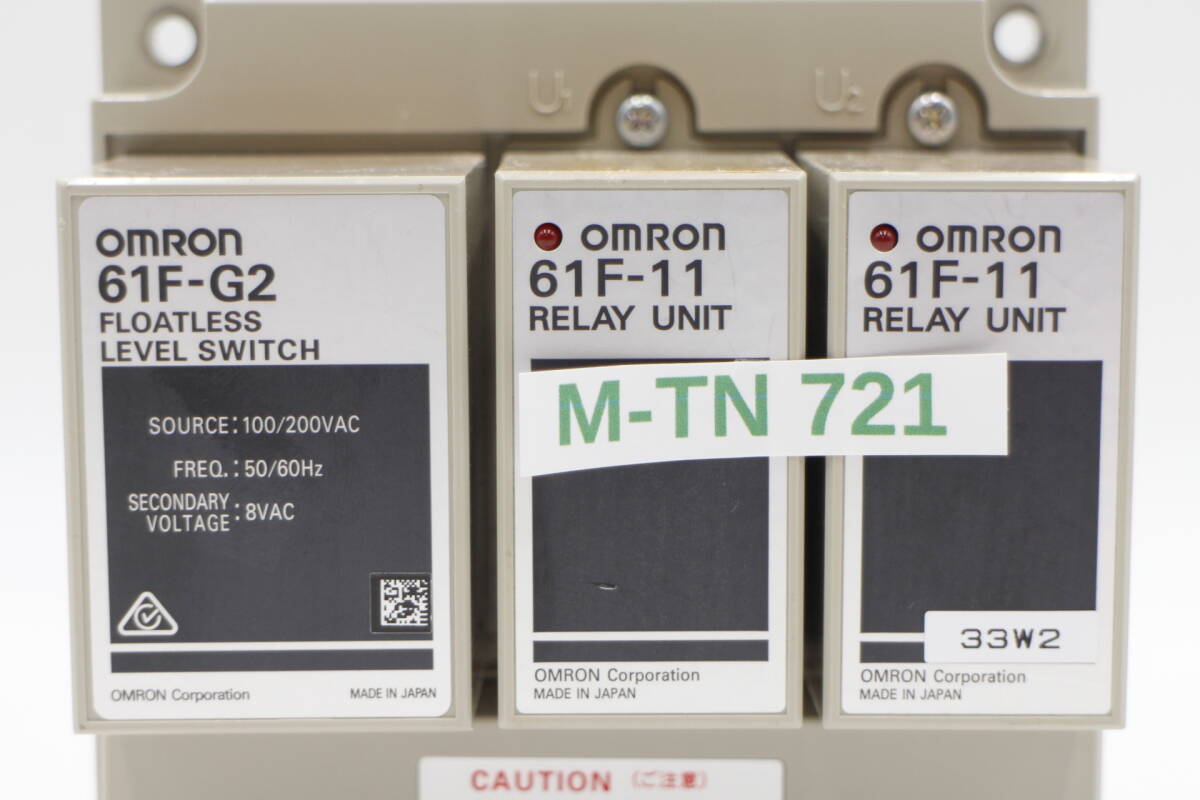 U1
U2
OMRON
61F-G2
FLOATLESS
LEVEL SWITCH
SOURCE: 100/200VAC
FREQ.: 50/60Hz
SECONDARY
VOLTAGE: 8VAC
OMRON Corporation
MADE IN JAPAN
OMRON
61F-11
RELAY UNIT
OMRON Corporation
MADE IN JAPAN
OMRON
61F-11
RELAY UNIT
M-TN 721
33W2
OMRON Corporation
MADE IN JAPAN
CAUTION (ご注意)